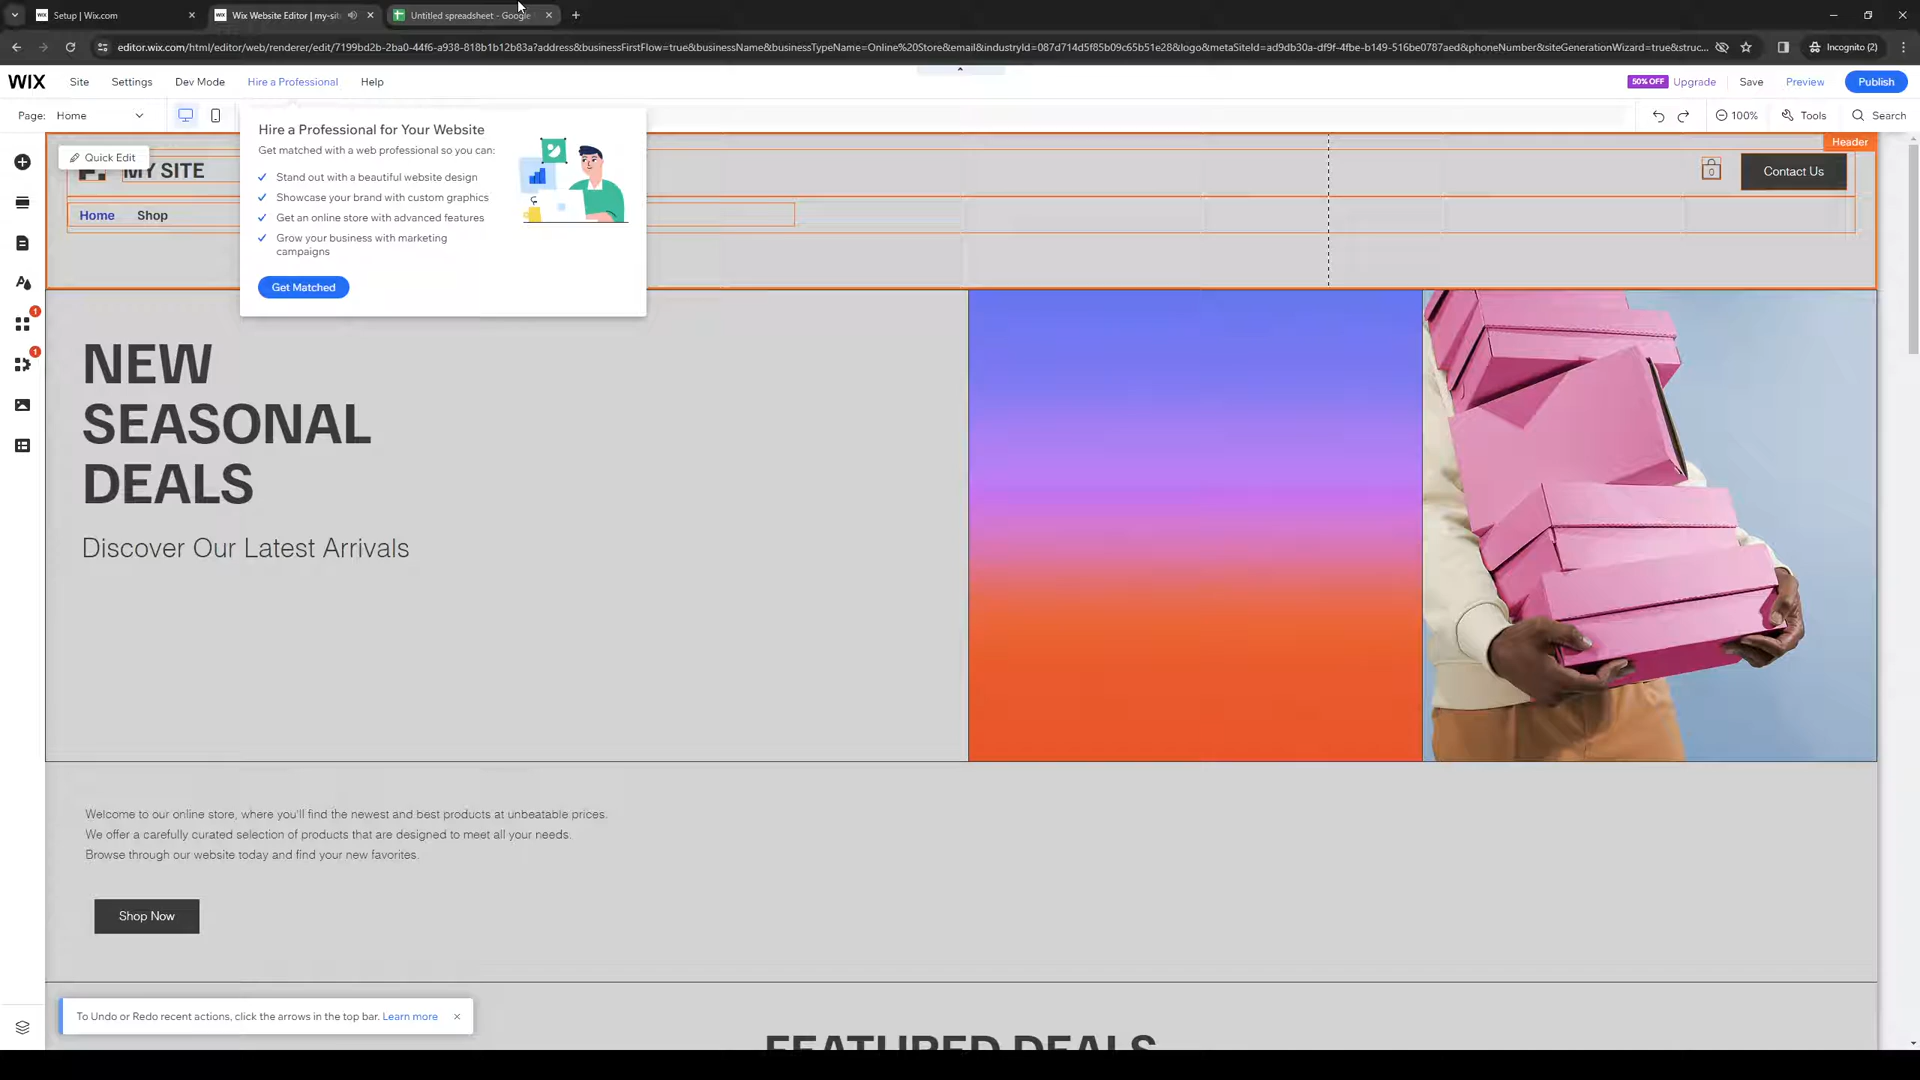 Setup | Wix.com
WIX Wix Website Editor | my-sit
Untitled spreadsheet - Google
editor.wix.com/html/editor/web/renderer/edit/7199bd2b-2ba0-44f6-a938-818b1b12b83a?address&businessFirstFlow=true&businessName&businessTypeName=Online%20Store&email&industryId=087d714d5f85b09c65b51e28&logo&metaSiteId=ad9db30a-df9f-4fbe-b149-516be0787aed&phoneNumber&siteGenerationWizard=true&struc...
Incognito (2)
WIX Site Settings Dev Mode Hire a Professional Help
50% OFF Upgrade Save Preview Publish
Page: Home
100% Tools Search
Hire a Professional for Your Website
Get matched with a web professional so you can:
Stand out with a beautiful website design
Showcase your brand with custom graphics
Get an online store with advanced features
Grow your business with marketing
campaigns
Get Matched
Header
Quick Edit
MY SITE
0
Contact Us
Home Shop
1
1
NEW
SEASONAL
DEALS
Discover Our Latest Arrivals
Welcome to our online store, where you'll find the newest and best products at unbeatable prices.
We offer a carefully curated selection of products that are designed to meet all your needs.
Browse through our website today and find your new favorites.
Shop Now
To Undo or Redo recent actions, click the arrows in the top bar. Learn more
FEATURED DEALS